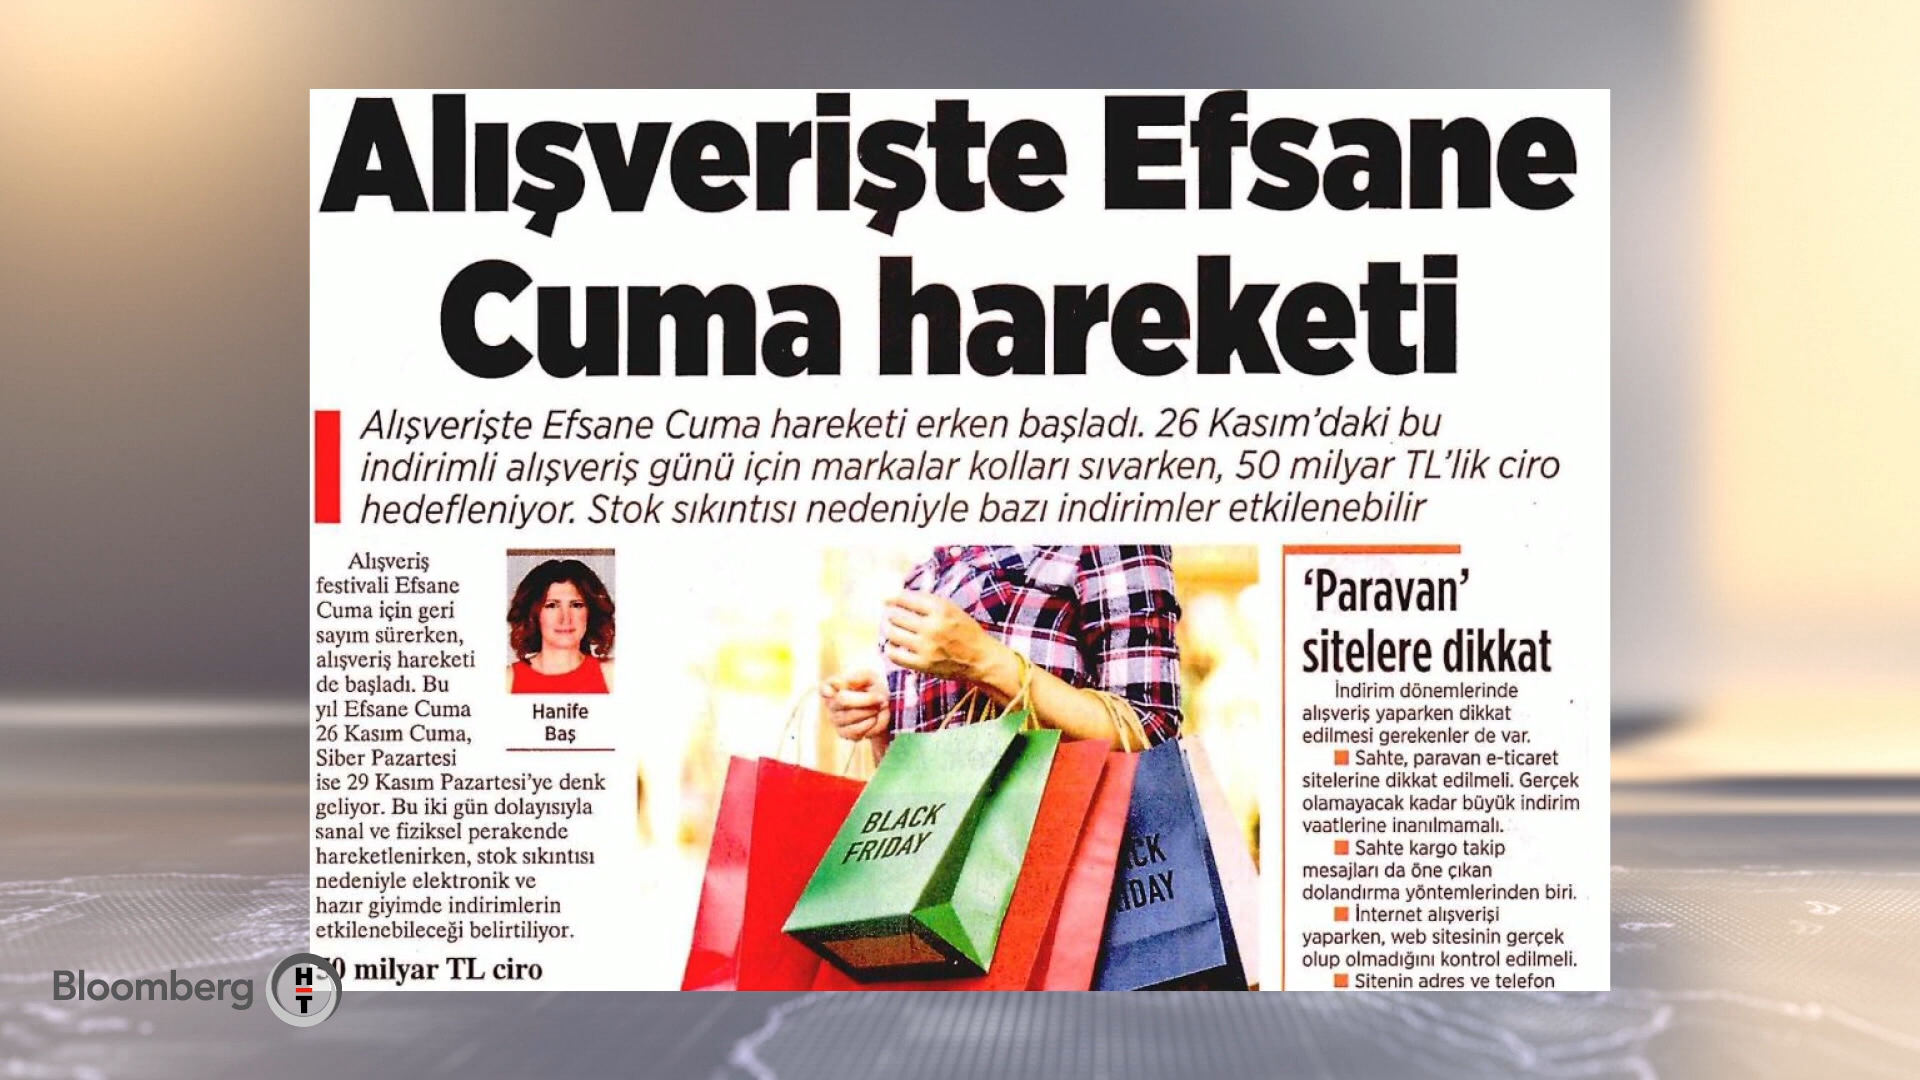 Alışverişte Efsane
Cuma hareketi
Alışverişte Efsane Cuma hareketi erken başladı. 26 Kasım'daki bu
indirimli alışveriş günü için markalar kolları sıvarken, 50 milyar TL'lik ciro
hedefleniyor. Stok sıkıntısı nedeniyle bazı indirimler etkilenebilir
Alışveriş
festivali Efsane
Cuma için geri
sayım sürerken,
alışveriş hareketi
de başladı. Bu
yıl Efsane Cuma
26 Kasım Cuma,
Siber Pazartesi
ise 29 Kasım Pazartesi'ye denk
geliyor. Bu iki gün dolayısıyla
sanal ve fiziksel perakende
hareketlenirken, stok sıkıntısı
nedeniyle elektronik ve
hazır giyimde indirimlerin
etkilenebileceği belirtiliyor.
50 milyar TL ciro
Hanife
Baş
BLACK
FRIDAY
CK
IDAY
'Paravan'
sitelere dikkat
İndirim dönemlerinde
alışveriş yaparken dikkat
edilmesi gerekenler de var.
Sahte, paravan e-ticaret
sitelerine dikkat edilmeli. Gerçek
olamayacak kadar büyük indirim
vaatlerine inanılmamalı.
Sahte kargo takip
mesajları da öne çıkan
dolandırma yöntemlerinden biri.
İnternet alışverişi
yaparken, web sitesinin gerçek
olup olmadığını kontrol edilmeli.
Sitenin adres ve telefon
Bloomberg HT